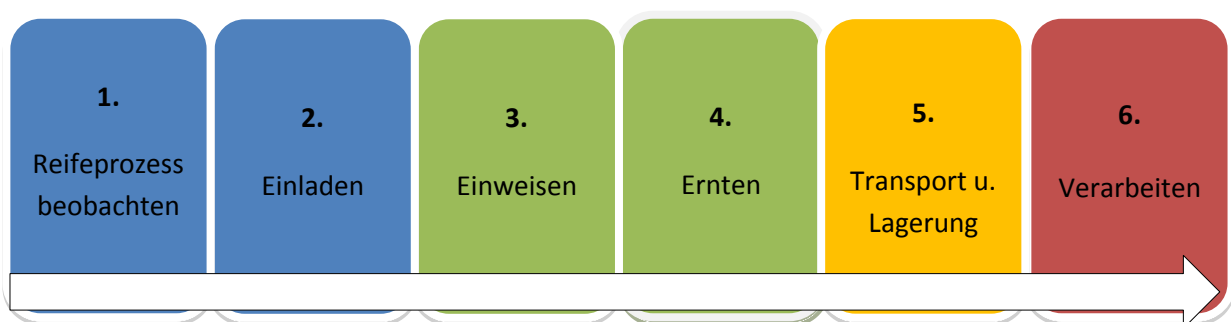 1.
Reifeprozess
beobachten
2.
Einladen
3.
Einweisen
4.
Ernten
5.
Transport u.
Lagerung
6.
Verarbeiten